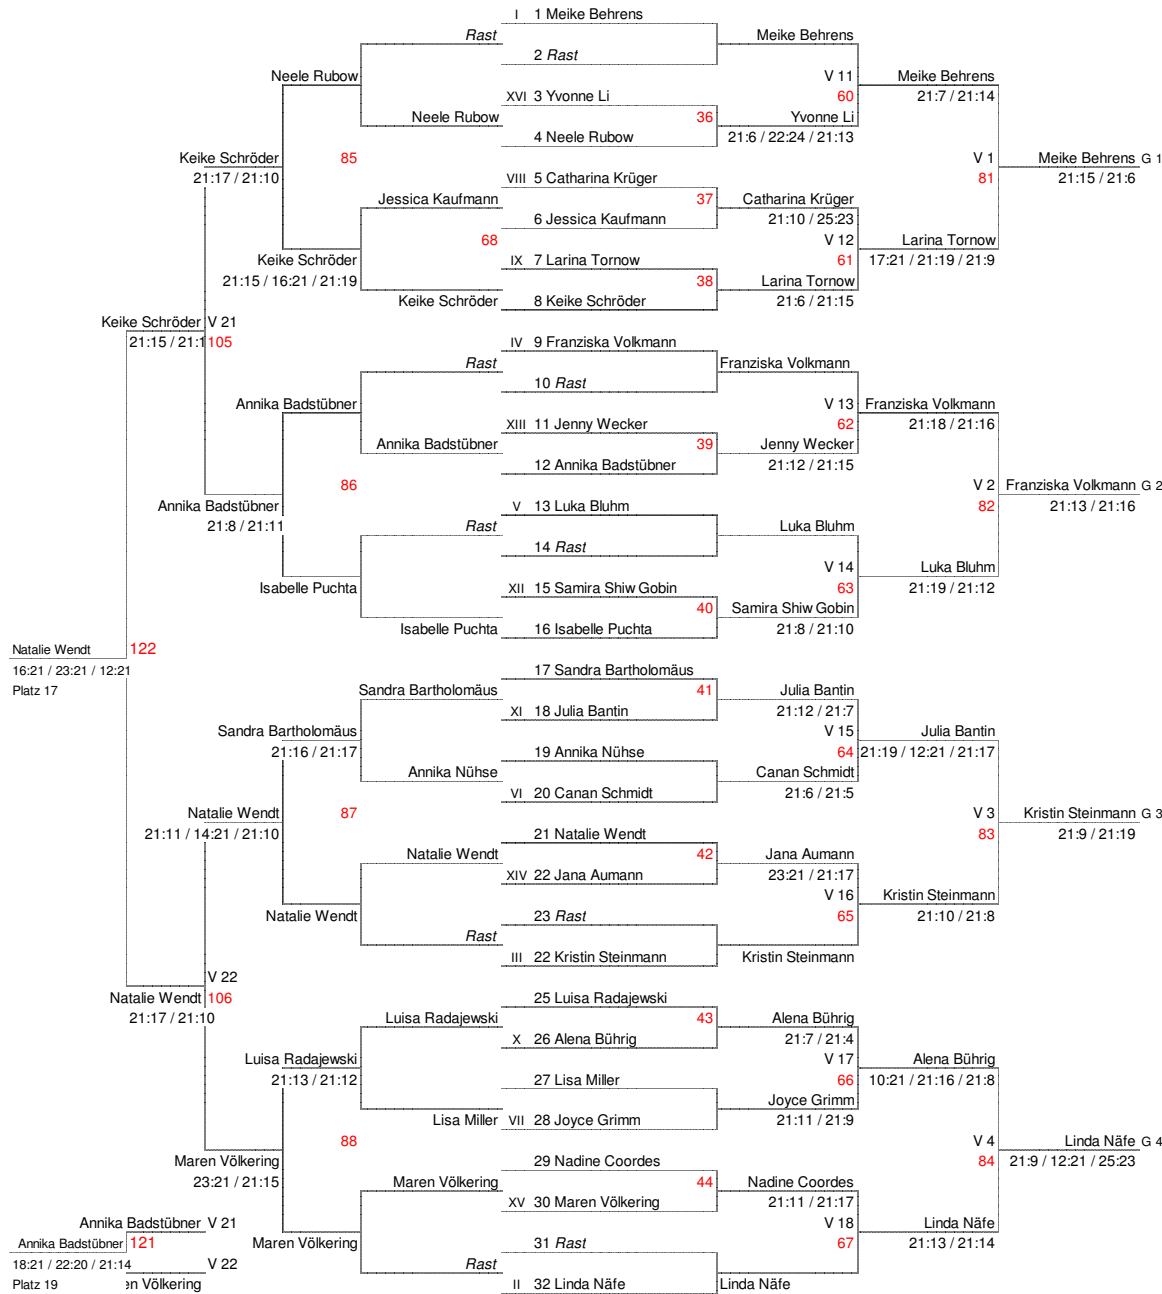 I 1 Meike Behrens
Rast Meike Behrens
2 Rast
Neele Rubow V 11 Meike Behrens
XVI 3 Yvonne Li 60 21:7 / 21:14
Neele Rubow 36 Yvonne Li
4 Neele Rubow 21:6 / 22:24 / 21:13
Keike Schröder 85 V 1 Meike Behrens G 1
21:17 / 21:10 VIII 5 Catharina Krüger 81 21:15 / 21:6
Jessica Kaufmann 37 Catharina Krüger
6 Jessica Kaufmann 21:10 / 25:23
68 V 12 Larina Tornow
Keike Schröder IX 7 Larina Tornow 61 17:21 / 21:19 / 21:9
21:15 / 16:21 / 21:19 38 Larina Tornow
Keike Schröder 8 Keike Schröder 21:6 / 21:15
Keike Schröder V 21
21:15 / 21:1 105 IV 9 Franziska Volkmann
Rast Franziska Volkmann
10 Rast
Annika Badstübner V 13 Franziska Volkmann
XIII 11 Jenny Wecker 62 21:18 / 21:16
Annika Badstübner 39 Jenny Wecker
12 Annika Badstübner 21:12 / 21:15
86 V 2 Franziska Volkmann G 2
Annika Badstübner V 13 Luka Bluhm 82 21:13 / 21:16
21:8 / 21:11 Rast Luka Bluhm
14 Rast
V 14 Luka Bluhm
Isabelle Puchta XII 15 Samira Shiw Gobin 63 21:19 / 21:12
40 Samira Shiw Gobin
Isabelle Puchta 16 Isabelle Puchta 21:8 / 21:10
Natalie Wendt 122
16:21 / 23:21 / 12:21 17 Sandra Bartholomäus
Platz 17 Sandra Bartholomäus 41 Julia Bantin
XI 18 Julia Bantin 21:12 / 21:7
Sandra Bartholomäus V 15 Julia Bantin
21:16 / 21:17 19 Annika Nühse 64 21:19 / 12:21 / 21:17
Annika Nühse Canan Schmidt
VI 20 Canan Schmidt 21:6 / 21:5
Natalie Wendt 87 V 3 Kristin Steinmann G 3
21:11 / 14:21 / 21:10 21 Natalie Wendt 83 21:9 / 21:19
Natalie Wendt 42 Jana Aumann
XIV 22 Jana Aumann 23:21 / 21:17
V 16 Kristin Steinmann
Natalie Wendt 23 Rast 65 21:10 / 21:8
Rast
III 22 Kristin Steinmann Kristin Steinmann
V 22
Natalie Wendt 106 25 Luisa Radajewski
21:17 / 21:10 Luisa Radajewski 43 Alena Bührig
X 26 Alena Bührig 21:7 / 21:4
Luisa Radajewski V 17 Alena Bührig
21:13 / 21:12 27 Lisa Miller 66 10:21 / 21:16 / 21:8
Joyce Grimm
Lisa Miller VII 28 Joyce Grimm 21:11 / 21:9
88 V 4 Linda Näfe G 4
Maren Völkering 29 Nadine Coordes 84 21:9 / 12:21 / 25:23
23:21 / 21:15 Maren Völkering 44 Nadine Coordes
XV 30 Maren Völkering 21:11 / 21:17
Annika Badstübner V 21 V 18 Linda Näfe
Annika Badstübner 121 Maren Völkering 31 Rast 67 21:13 / 21:14
18:21 / 22:20 / 21:14 V 22 Rast
Platz 19 n Völkering II 32 Linda Näfe Linda Näfe